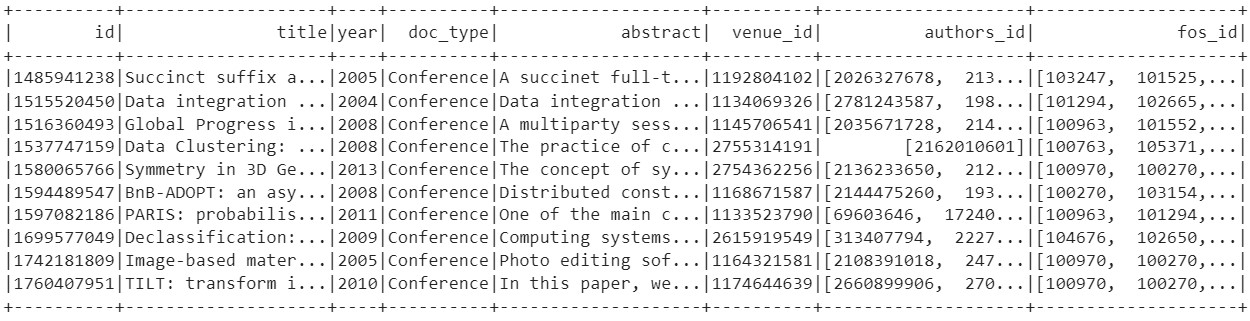 +----------+--------------------+----+----------+--------------------+----------+--------------------+--------------------+
|        id|               title|year|  doc_type|            abstract|  venue_id|          authors_id|              fos_id|
+----------+--------------------+----+----------+--------------------+----------+--------------------+--------------------+
|1485941238|Succinct suffix a...|2005|Conference|A succinet full-t...|1192804102|[2026327678,  213...|[103247,  101525,...|
|1515520450|Data integration ...|2004|Conference|Data integration ...|1134069326|[2781243587,  198...|[101294,  102665,...|
|1516360493|Global Progress i...|2008|Conference|A multiparty sess...|1145706541|[2035671728,  214...|[100963,  101552,...|
|1537747159|Data Clustering: ...|2008|Conference|The practice of c...|2755314191|        [2162010601]|[100763,  105371,...|
|1580065766|Symmetry in 3D Ge...|2013|Conference|The concept of sy...|2754362256|[2136233650,  212...|[100970,  100270,...|
|1594489547|BnB-ADOPT: an asy...|2008|Conference|Distributed const...|1168671587|[2144475260,  193...|[100270,  103154,...|
|1597082186|PARIS: probabilis...|2011|Conference|One of the main c...|1133523790|[69603646,  17240...|[100963,  101294,...|
|1699577049|Declassification:...|2009|Conference|Computing systems...|2615919549|[313407794,  2227...|[104676,  102650,...|
|1742181809|Image-based mater...|2005|Conference|Photo editing sof...|1164321581|[2108391018,  247...|[100970,  100270,...|
|1760407951|TILT: transform i...|2010|Conference|In this paper, we...|1174644639|[2660899906,  270...|[100970,  100270,...|
+----------+--------------------+----+----------+--------------------+----------+--------------------+--------------------+